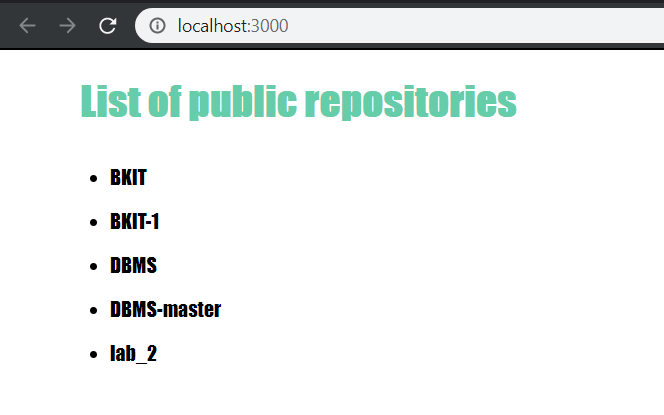 localhost:3000
List of public repositories
BKIT
BKIT-1
DBMS
DBMS-master
lab_2